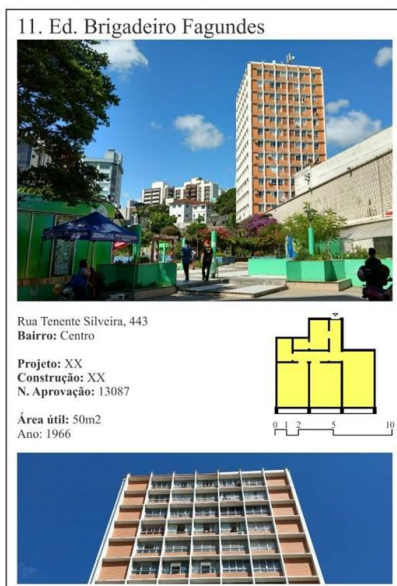 11. Ed. Brigadeiro Fagundes
Rua Tenente Silveira, 443
Bairro: Centro
Projeto: XX
Construção: XX
N. Aprovação: 13087
Área útil: 50m2
Ano: 1966
0 1 2 5 10